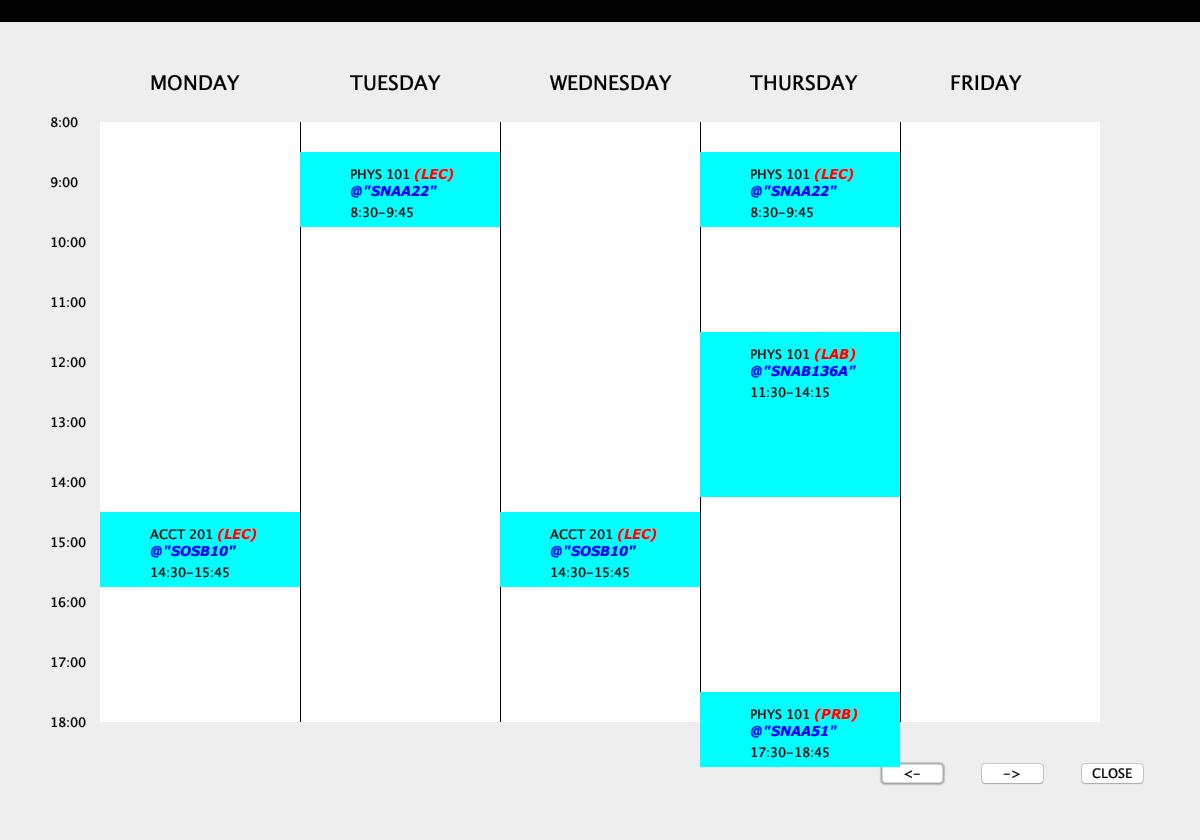 MONDAY TUESDAY WEDNESDAY THURSDAY FRIDAY
8:00
PHYS 101 (LEC) PHYS 101 (LEC)
9:00
@"SNAA22" @"SNAA22"
8:30-9:45 8:30-9:45
10:00
11:00
PHYS 101 (LAB)
12:00
@"SNAB136A"
11:30-14:15
13:00
14:00
ACCT 201 (LEC) ACCT 201 (LEC)
15:00
@"SOSB10" @"SOSB10"
14:30-15:45 14:30-15:45
16:00
17:00
PHYS 101 (PRB)
18:00
@"SNAA51"
17:30-18:45
<- -> CLOSE